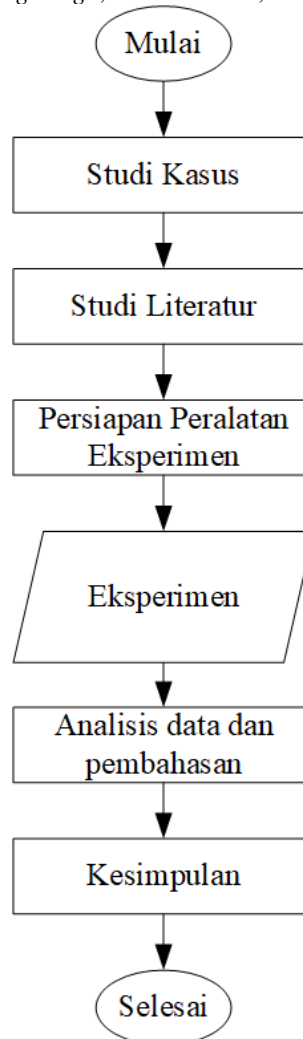 Mulai
Studi Kasus
Studi Literatur
Persiapan Peralatan
Eksperimen
Eksperimen
Analisis data dan
pembahasan
Kesimpulan
Selesai